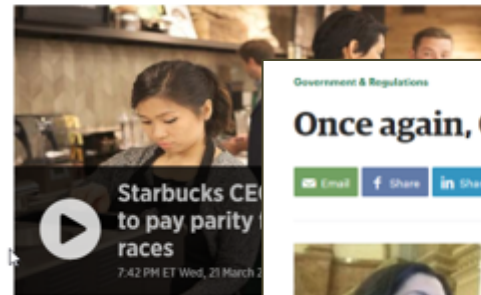 Starbucks CE
to pay parity
races
7:42 PM ET Wed, 21 March 2
Government & Regulations
Once again,
Email
Share
in Sha